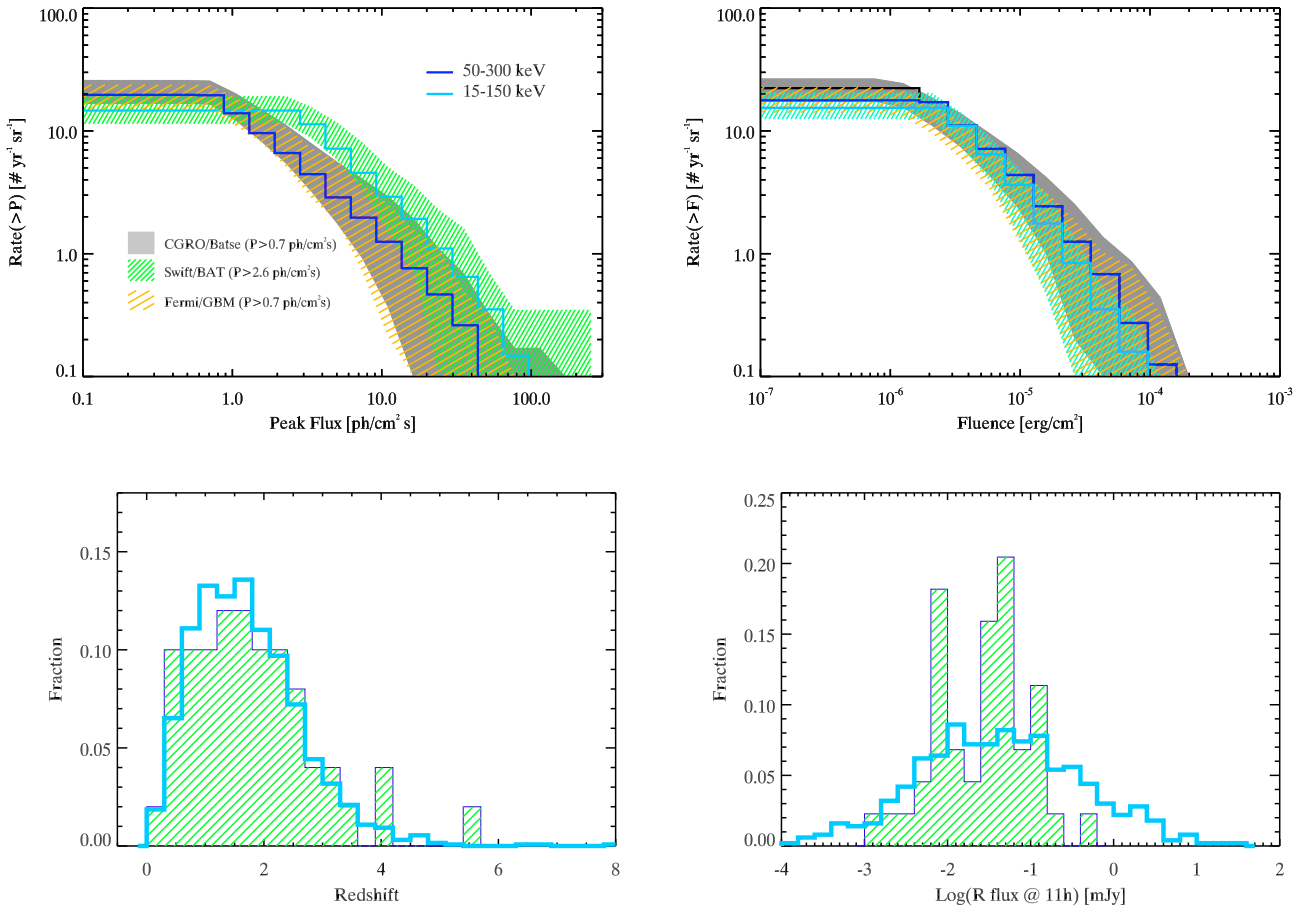 100.0
10.0
1.0
0.1
Rate(>P) [# yr⁻¹ sr⁻¹]
50-300 keV
15-150 keV
CGRO/Batse (P>0.7 ph/cm²s)
Swift/BAT (P>2.6 ph/cm²s)
Fermi/GBM (P>0.7 ph/cm²s)
0.1 1.0 10.0 100.0
Peak Flux [ph/cm² s]
100.0
10.0
1.0
0.1
Rate(>F) [# yr⁻¹ sr⁻¹]
10⁻⁷ 10⁻⁶ 10⁻⁵ 10⁻⁴ 10⁻³
Fluence [erg/cm²]
0.15
0.10
0.05
0.00
Fraction
0 2 4 6 8
Redshift
0.25
0.20
0.15
0.10
0.05
0.00
Fraction
-4 -3 -2 -1 0 1 2
Log(R flux @ 11h) [mJy]